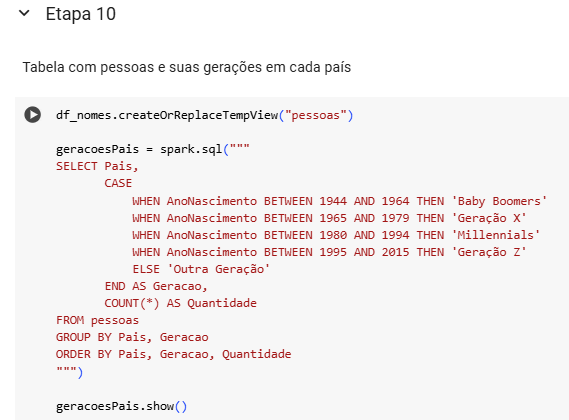 Etapa 10
Tabela com pessoas e suas gerações em cada país
df_nomes.createOrReplaceTempView("pessoas")
geracoesPais = spark.sql("""
SELECT Pais,
CASE
WHEN AnoNascimento BETWEEN 1944 AND 1964 THEN 'Baby Boomers'
WHEN AnoNascimento BETWEEN 1965 AND 1979 THEN 'Geração X'
WHEN AnoNascimento BETWEEN 1980 AND 1994 THEN 'Millennials'
WHEN AnoNascimento BETWEEN 1995 AND 2015 THEN 'Geração Z'
ELSE 'Outra Geração'
END AS Geracao,
COUNT(*) AS Quantidade
FROM pessoas
GROUP BY Pais, Geracao
ORDER BY Pais, Geracao, Quantidade
""")
geracoesPais.show()